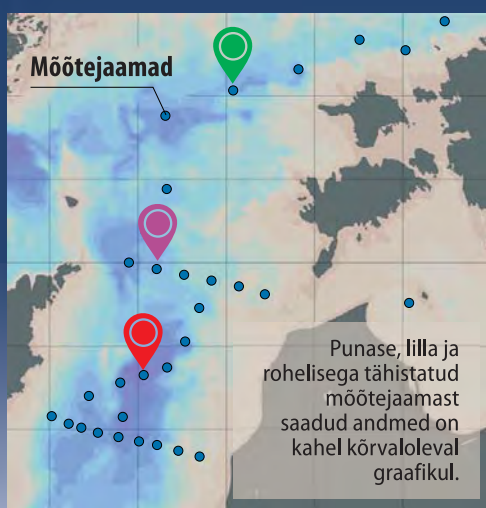 Mõõtejaamad
Punase, lilla ja
rohelisega tähistatud
mõõtejaamast
saadud andmed on
kahel kõrvaloleval
graafikul.